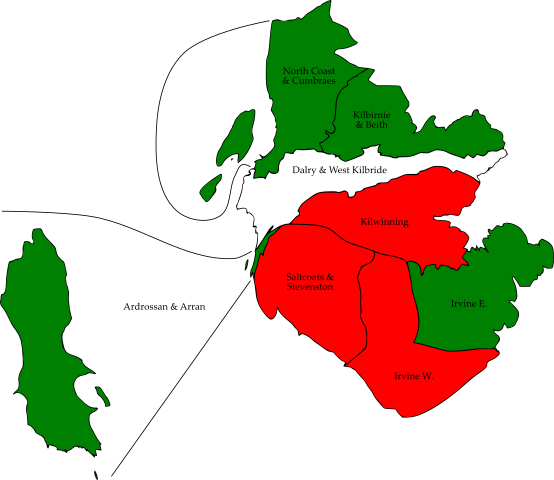 North Coast
& Cumbraes
Kilbirnie
& Beith
Dalry & West Kilbride
Kilwinning
Saltcoats &
Stevenston
Irvine E.
Ardrossan & Arran
Irvine W.